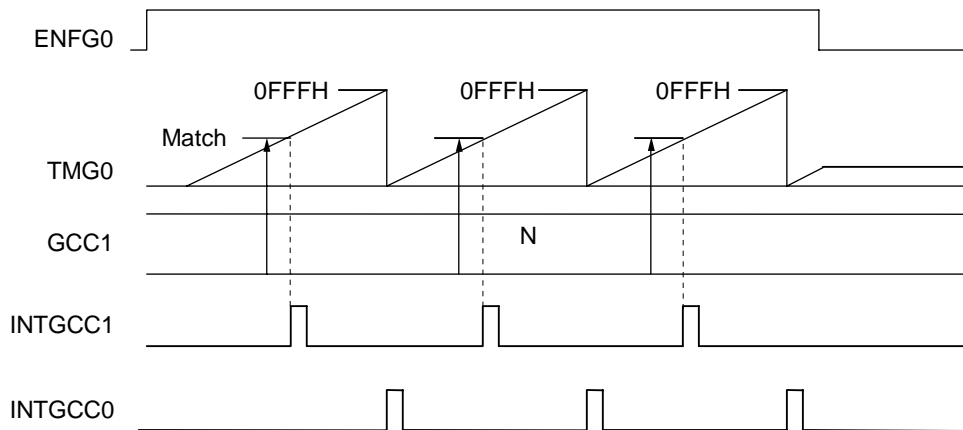 ENFG0
0FFFH 0FFFH 0FFFH
Match
TMG0
GCC1 N
INTGCC1
INTGCC0